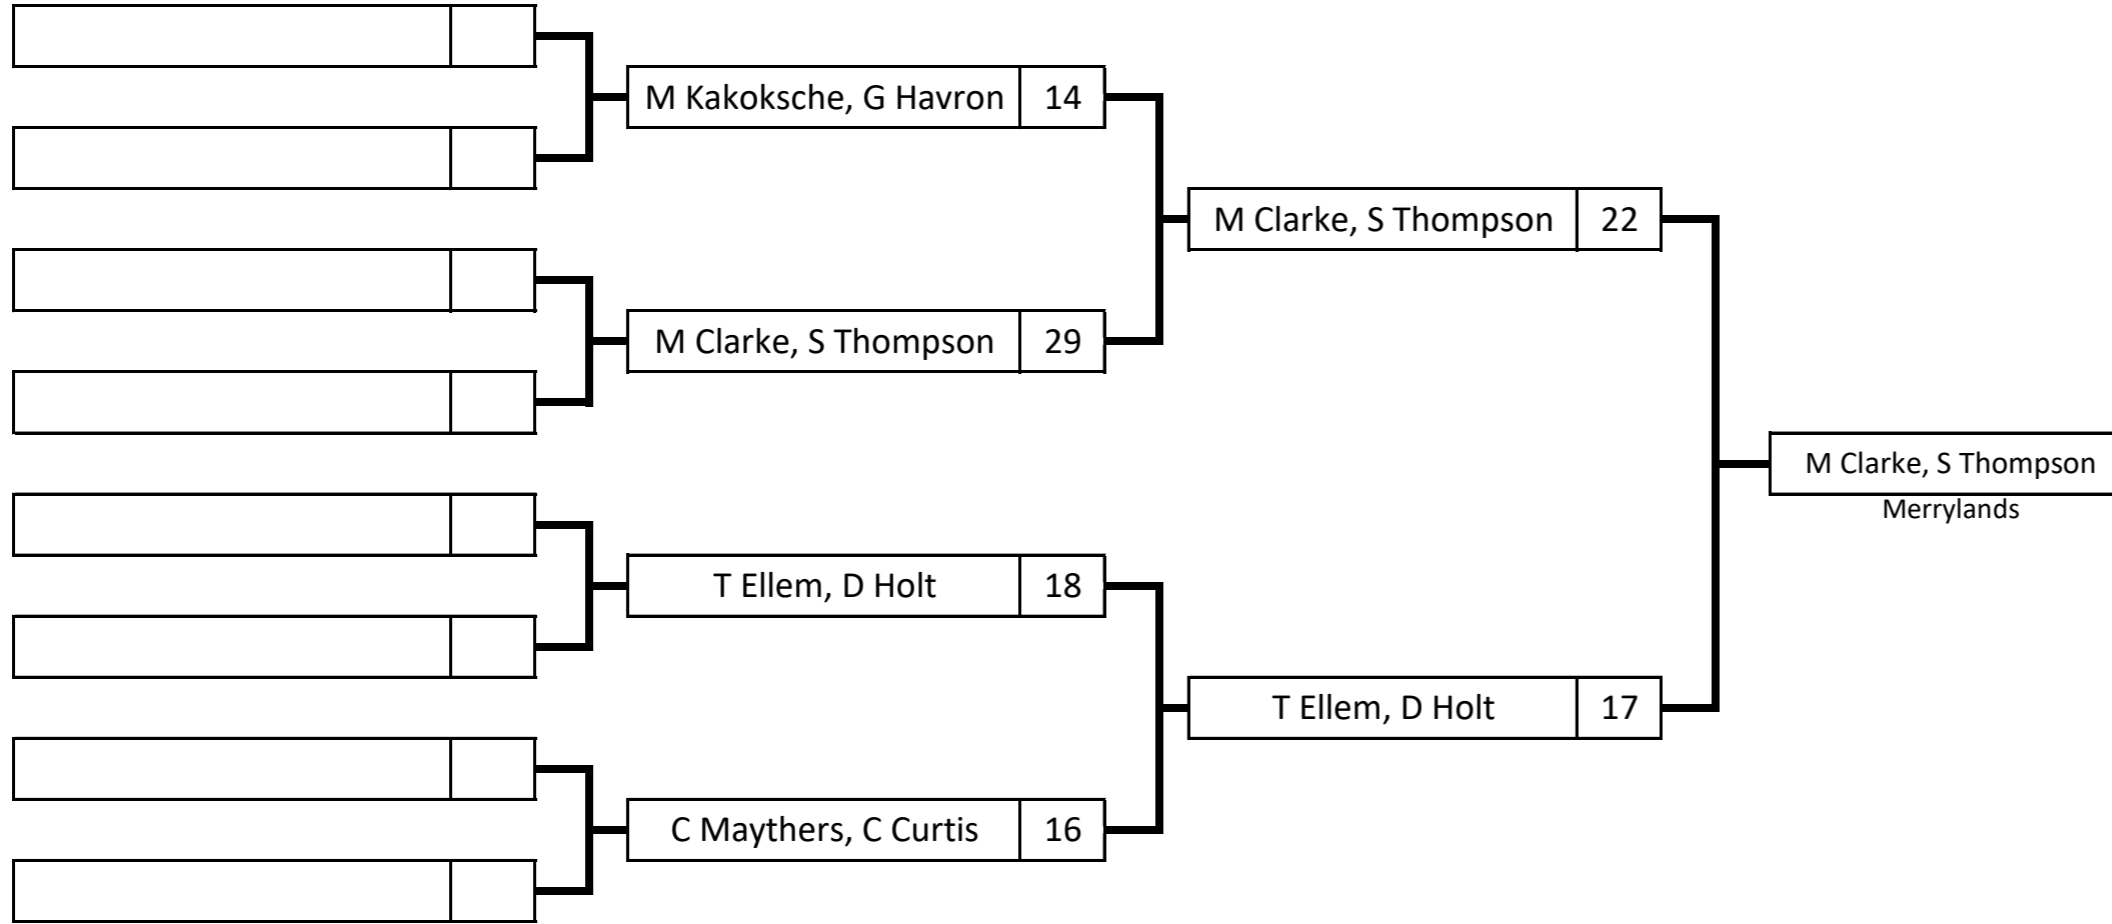 M Kakoksche, G Havron 14
M Clarke, S Thompson 22
M Clarke, S Thompson 29
M Clarke, S Thompson
Merrylands
T Ellem, D Holt 18
T Ellem, D Holt 17
C Maythers, C Curtis 16